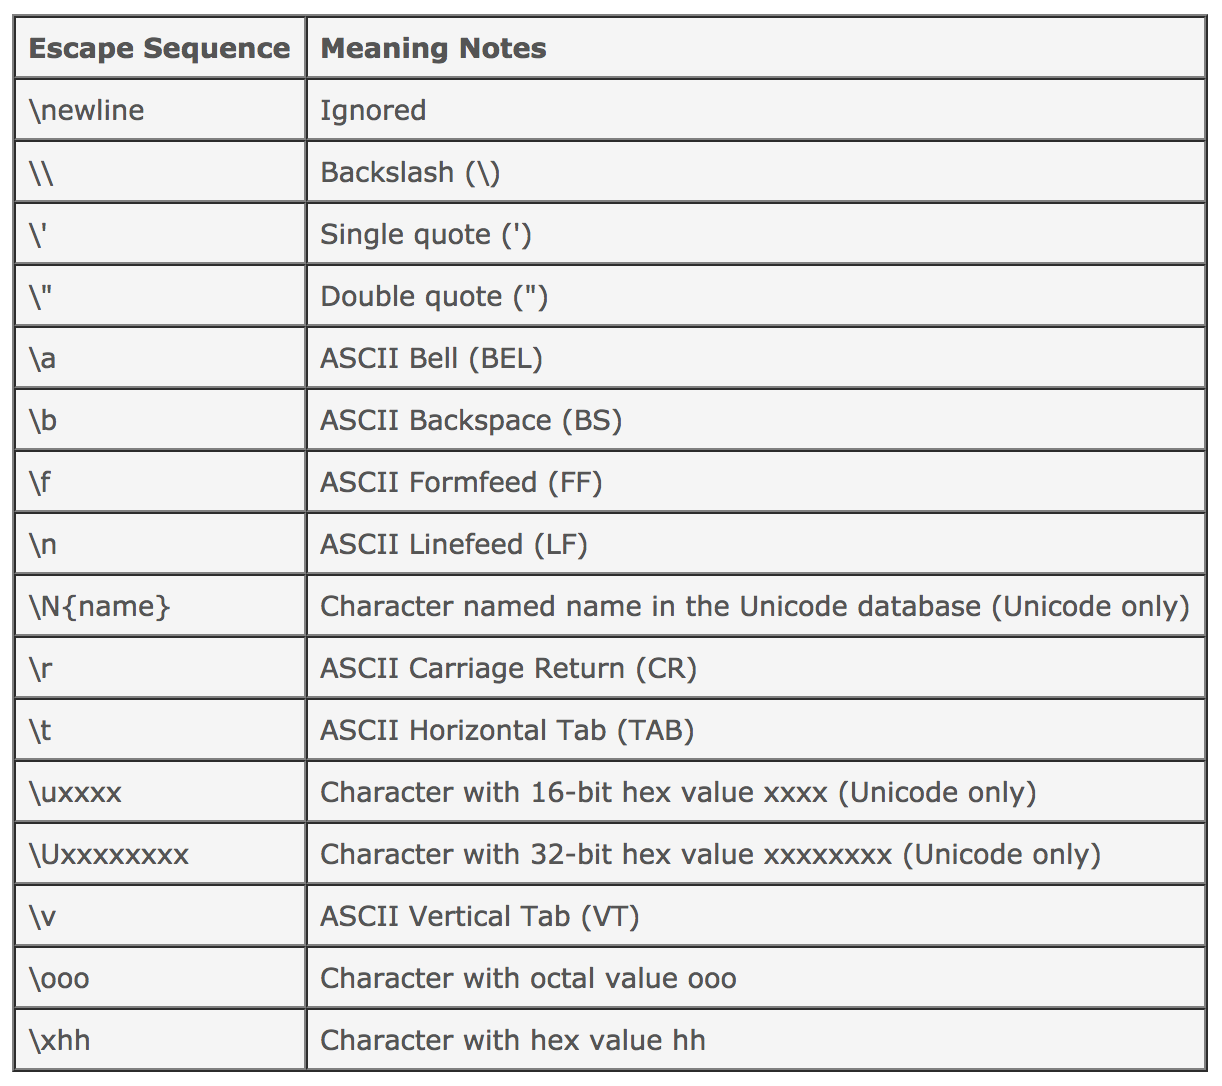 Escape Sequence Meaning Notes
\newline Ignored
\\ Backslash (\)
\' Single quote (')
\" Double quote (")
\a ASCII Bell (BEL)
\b ASCII Backspace (BS)
\f ASCII Formfeed (FF)
\n ASCII Linefeed (LF)
\N{name} Character named name in the Unicode database (Unicode only)
\r ASCII Carriage Return (CR)
\t ASCII Horizontal Tab (TAB)
\uxxxx Character with 16-bit hex value xxxx (Unicode only)
\Uxxxxxxxx Character with 32-bit hex value xxxxxxxx (Unicode only)
\v ASCII Vertical Tab (VT)
\ooo Character with octal value ooo
\xhh Character with hex value hh